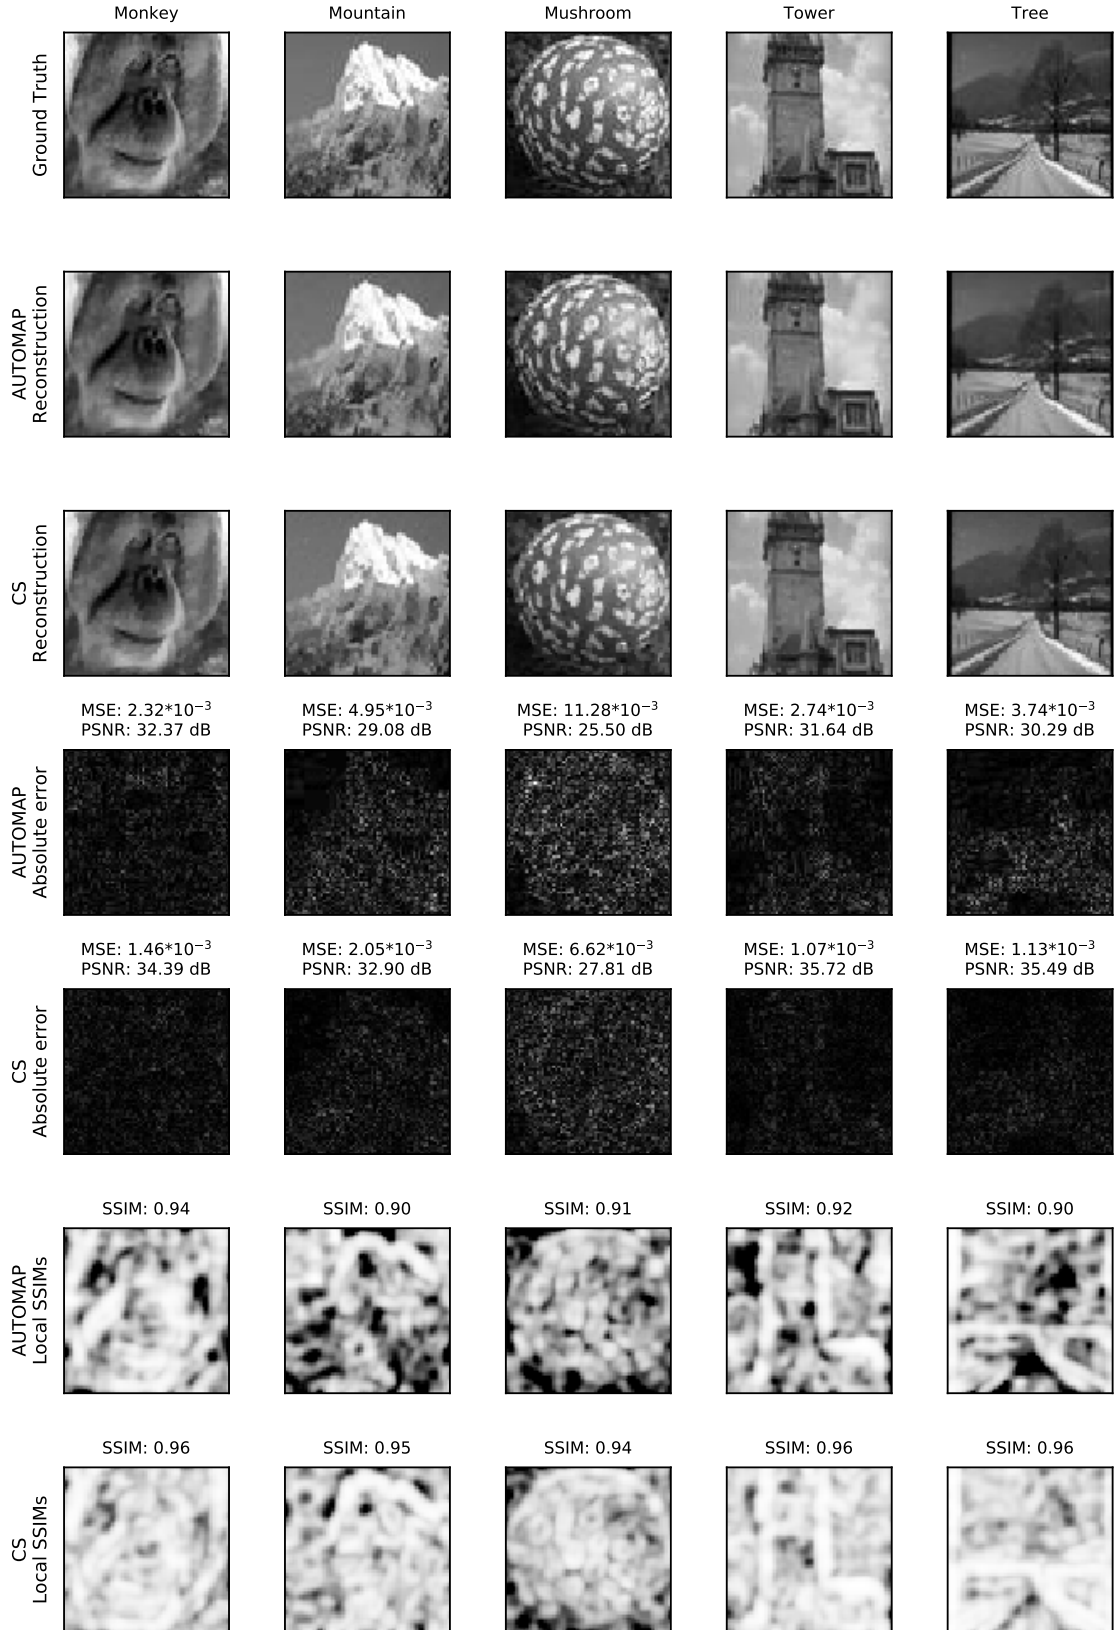 Monkey
Mountain
Mushroom
Tower
Tree
Ground Truth
AUTOMAP
Reconstruction
CS
Reconstruction
MSE: 2.32*10⁻³
PSNR: 32.37 dB
MSE: 4.95*10⁻³
PSNR: 29.08 dB
MSE: 11.28*10⁻³
PSNR: 25.50 dB
MSE: 2.74*10⁻³
PSNR: 31.64 dB
MSE: 3.74*10⁻³
PSNR: 30.29 dB
AUTOMAP
Absolute error
MSE: 1.46*10⁻³
PSNR: 34.39 dB
MSE: 2.05*10⁻³
PSNR: 32.90 dB
MSE: 6.62*10⁻³
PSNR: 27.81 dB
MSE: 1.07*10⁻³
PSNR: 35.72 dB
MSE: 1.13*10⁻³
PSNR: 35.49 dB
CS
Absolute error
SSIM: 0.94
SSIM: 0.90
SSIM: 0.91
SSIM: 0.92
SSIM: 0.90
AUTOMAP
Local SSIMs
SSIM: 0.96
SSIM: 0.95
SSIM: 0.94
SSIM: 0.96
SSIM: 0.96
CS
Local SSIMs